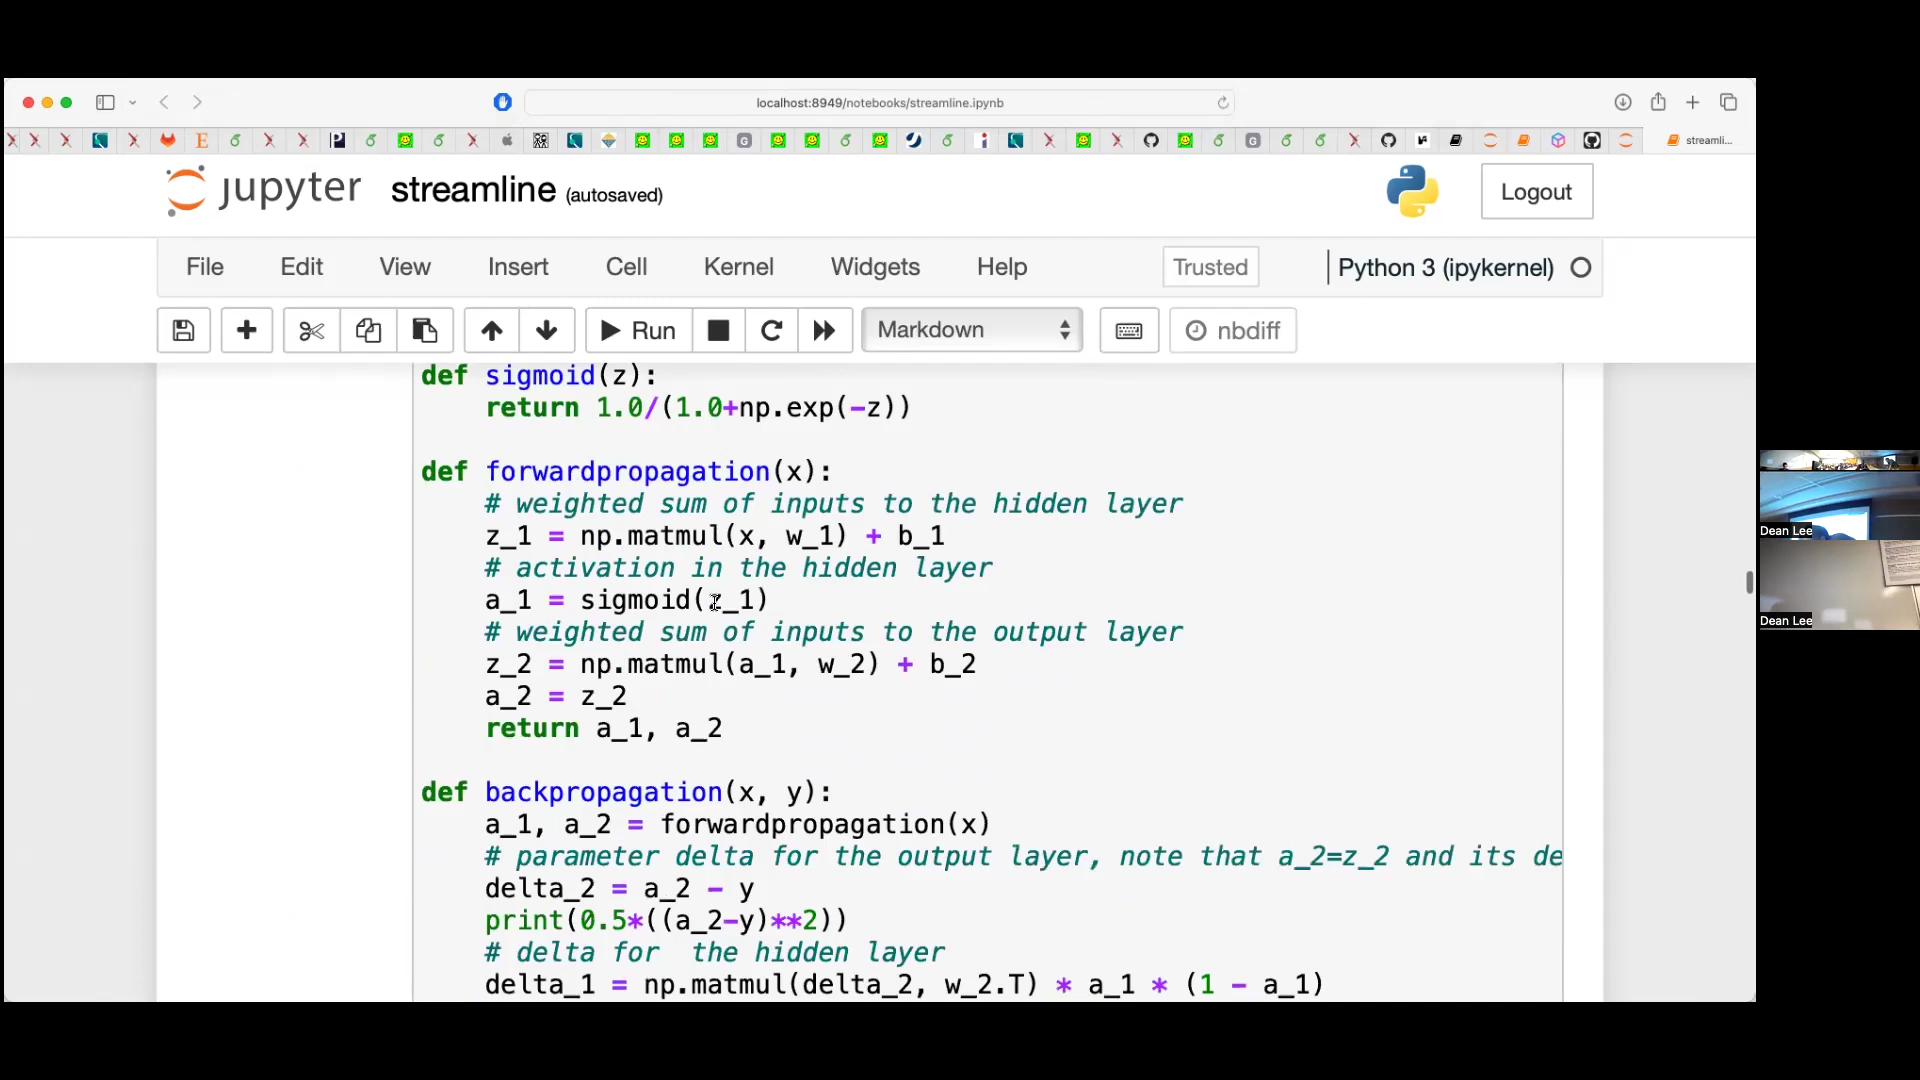 localhost:8949/notebooks/streamline.ipynb
streamli...
jupyter streamline (autosaved)
Logout
File Edit View Insert Cell Kernel Widgets Help
Trusted
Python 3 (ipykernel)
Run
Markdown
nbdiff
def sigmoid(z):
return 1.0/(1.0+np.exp(-z))
def forwardpropagation(x):
# weighted sum of inputs to the hidden layer
z_1 = np.matmul(x, w_1) + b_1
# activation in the hidden layer
a_1 = sigmoid(z_1)
# weighted sum of inputs to the output layer
z_2 = np.matmul(a_1, w_2) + b_2
a_2 = z_2
return a_1, a_2
def backpropagation(x, y):
a_1, a_2 = forwardpropagation(x)
# parameter delta for the output layer, note that a_2=z_2 and its de
delta_2 = a_2 - y
print(0.5*((a_2-y)**2))
# delta for  the hidden layer
delta_1 = np.matmul(delta_2, w_2.T) * a_1 * (1 - a_1)
Dean Lee
Dean Lee